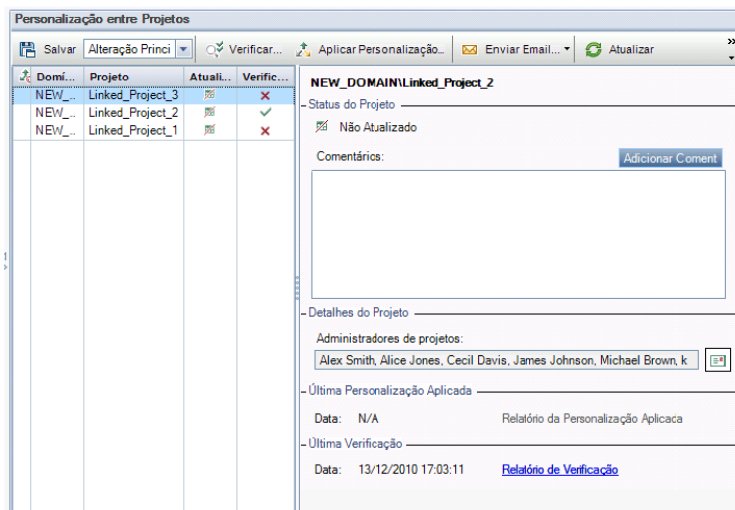 Personalização entre Projetos
Salvar Alteração Princi Verificar... Aplicar Personalização... Enviar Email... Atualizar »
Domí... Projeto Atuali... Verific...
NEW_... Linked_Project_3
NEW_... Linked_Project_2
NEW_... Linked_Project_1
NEW_DOMAIN\Linked_Project_2
Status do Projeto
Não Atualizado
Comentários: Adicionar Coment
Detalhes do Projeto
Administradores de projetos:
Alex Smith, Alice Jones, Cecil Davis, James Johnson, Michael Brown, k
Última Personalização Aplicada
Data: N/A Relatório da Personalização Aplicaca
Última Verificação
Data: 13/12/2010 17:03:11 Relatório de Verificação